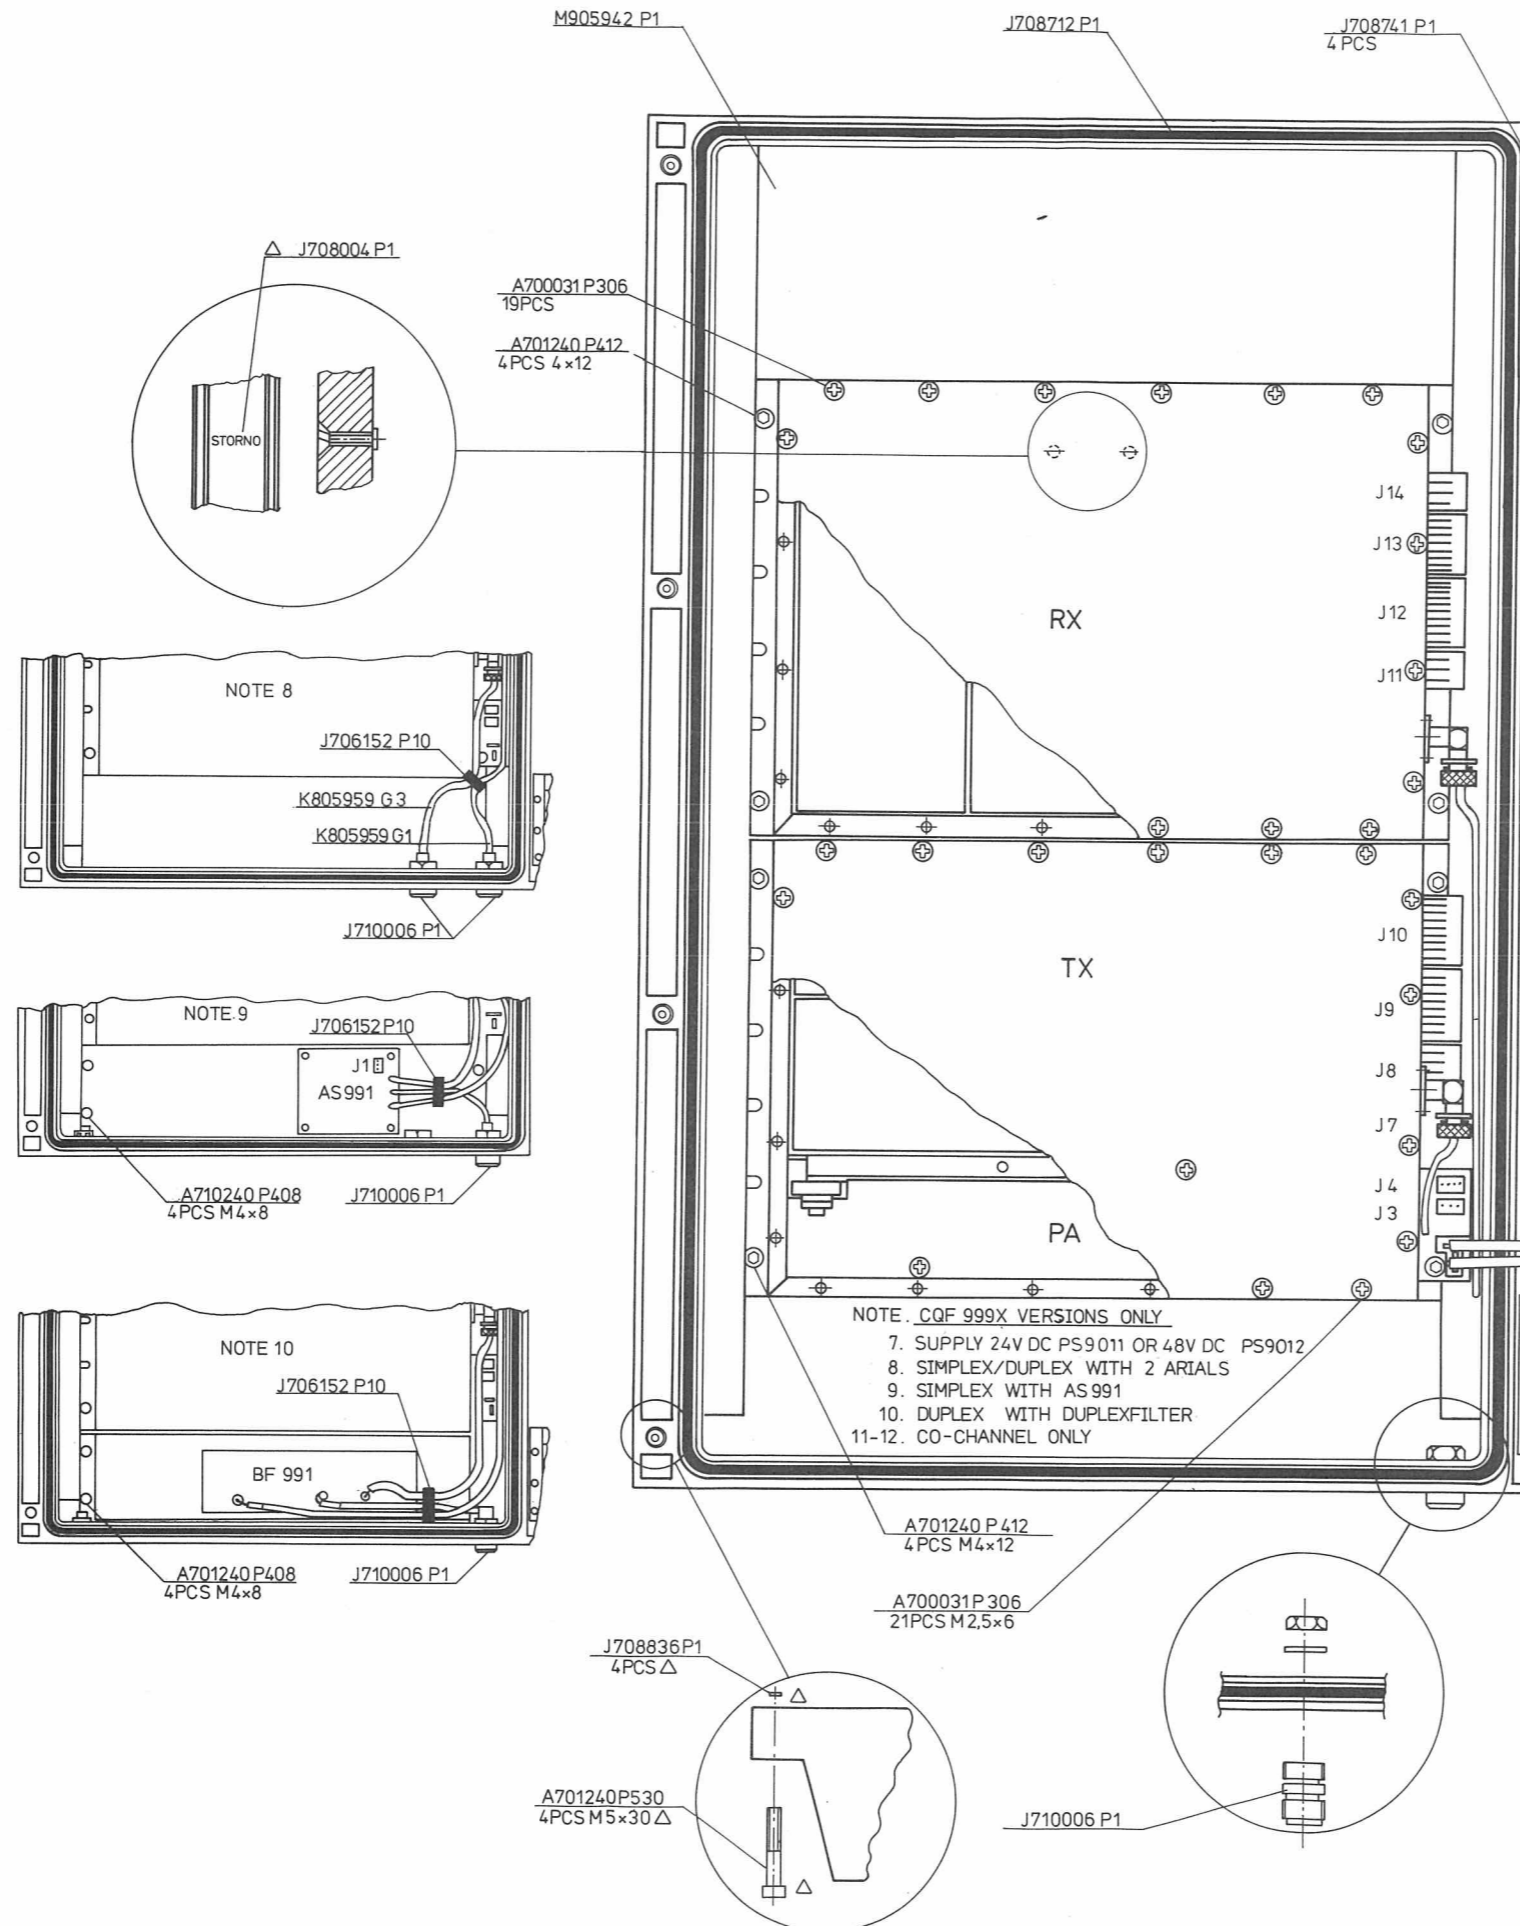 M905942 P1
J708712 P1
J708741 P1
4 PCS
△ J708004 P1
STORNO
A700031 P306
19PCS
A701240 P412
4PCS 4×12
J14
J13
J12
J11
RX
NOTE 8
J706152 P10
K805959 G3
K805959 G1
J710006 P1
J10
J9
J8
J7
J4
J3
TX
PA
NOTE.9
J706152 P10
J1
AS991
A710240 P408
4PCS M4×8
J710006 P1
NOTE 10
J706152 P10
BF 991
A701240 P408
4PCS M4×8
J710006 P1
NOTE. CQF 999X VERSIONS ONLY
7. SUPPLY 24V DC PS9011 OR 48V DC PS9012
8. SIMPLEX/DUPLEX WITH 2 ARIALS
9. SIMPLEX WITH AS 991
10. DUPLEX WITH DUPLEXFILTER
11-12. CO-CHANNEL ONLY
A701240 P412
4PCS M4×12
A700031 P306
21PCS M2,5×6
J708836 P1
4PCS △
△
A701240P530
4PCS M5×30 △
△
J710006 P1